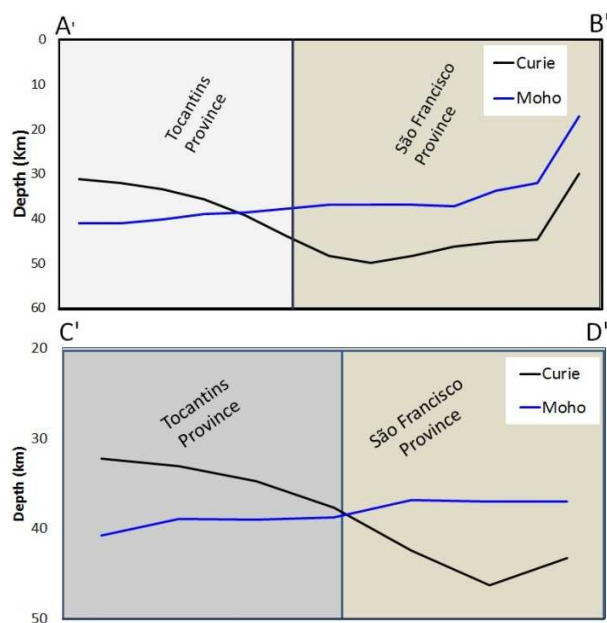 A'
B'
0
10
20
30
40
50
60
Depth (Km)
Tocantins
Province
São Francisco
Province
Curie
Moho
C'
D'
20
30
40
50
Depth (km)
Tocantins
Province
São Francisco
Province
Curie
Moho